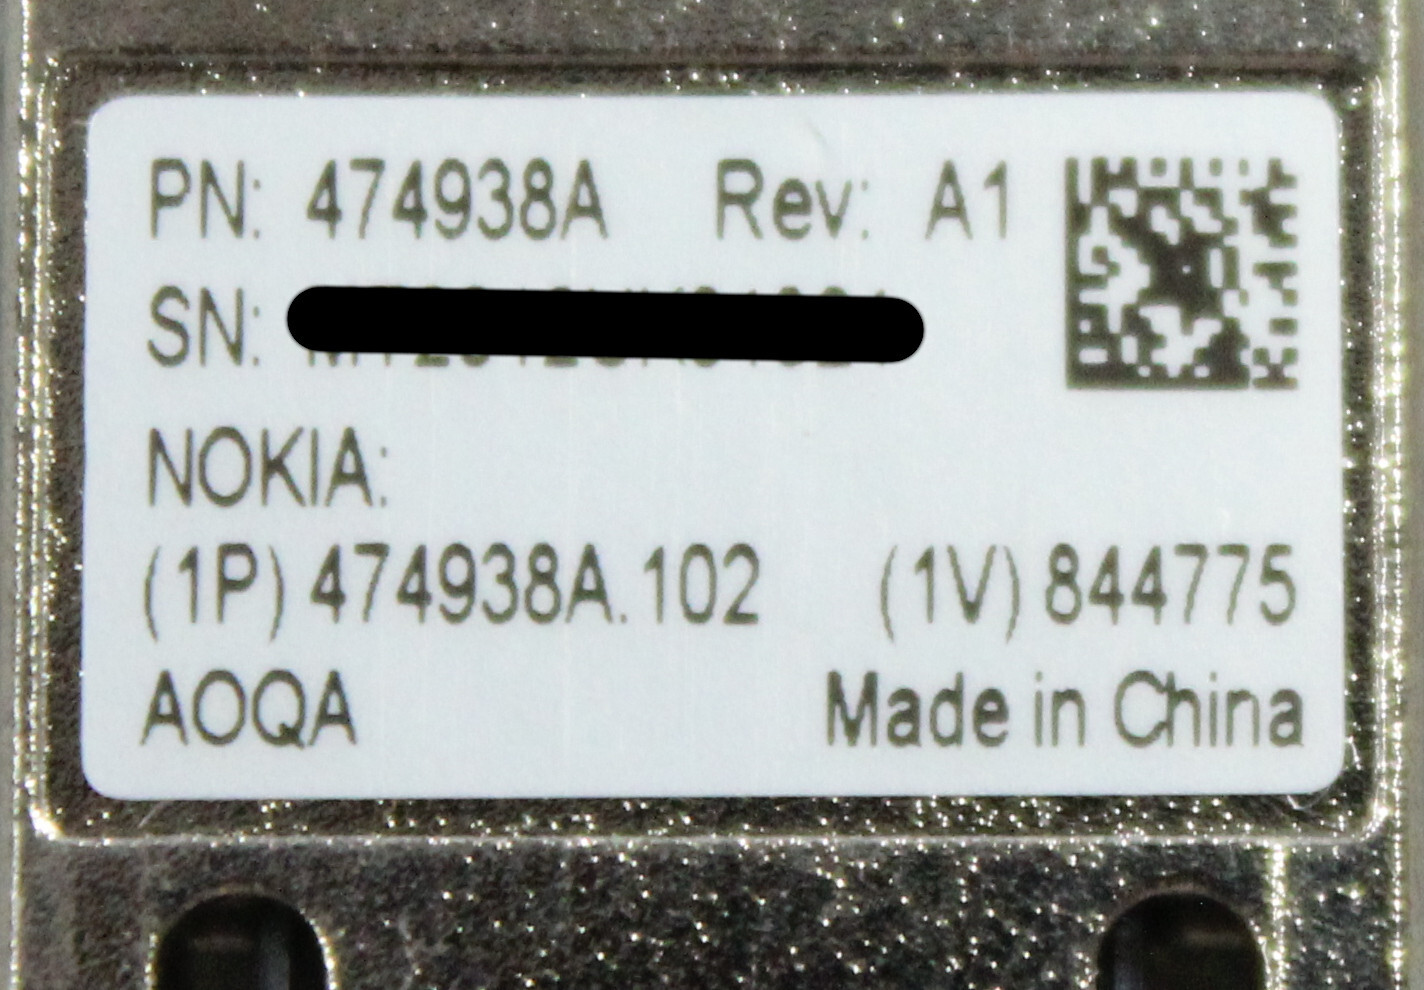 PN: 474938A Rev: A1
SN:
NOKIA:
(1P) 474938A.102 (1V) 844775
AOQA Made in China